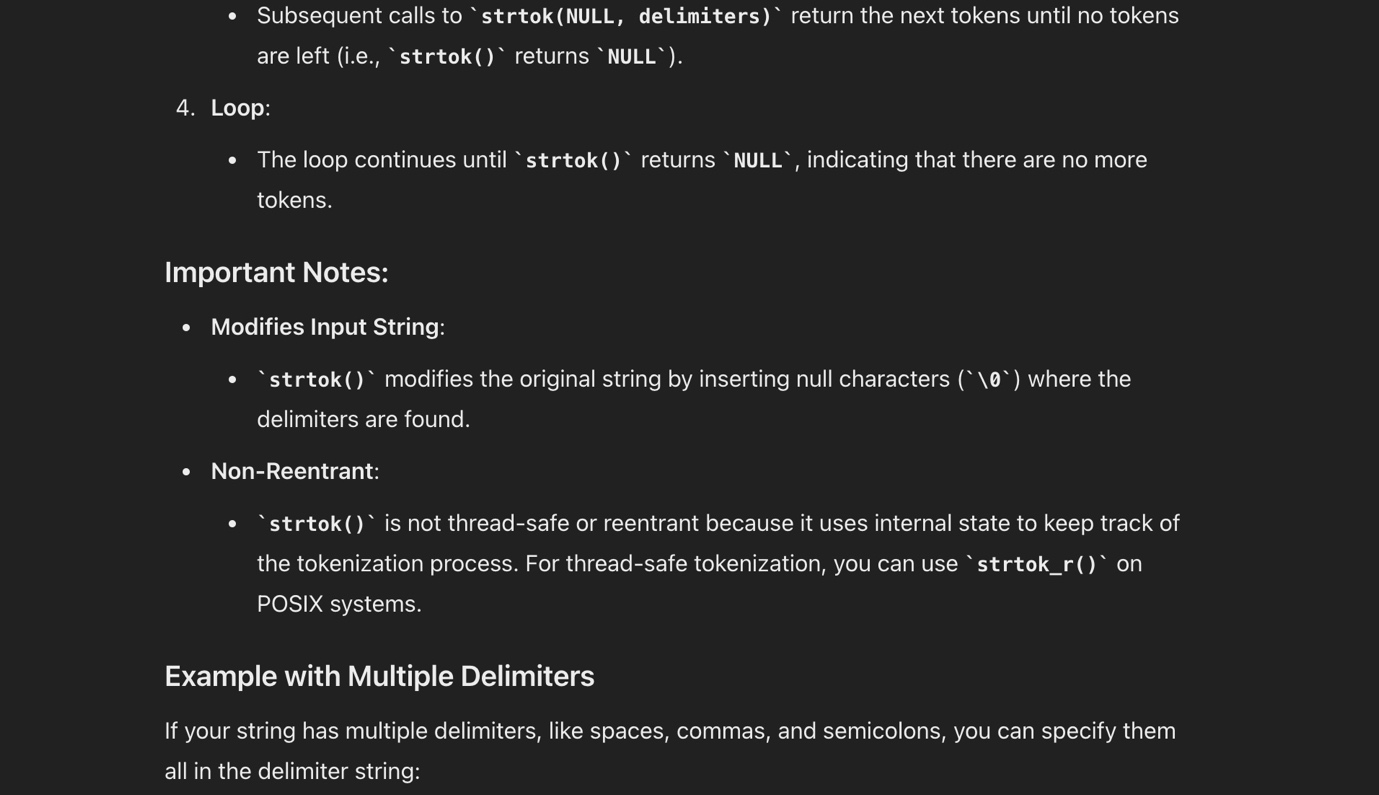 • Subsequent calls to `strtok(NULL, delimiters)` return the next tokens until no tokens
are left (i.e., `strtok()` returns `NULL`).
4. Loop:
• The loop continues until `strtok()` returns `NULL`, indicating that there are no more
tokens.
Important Notes:
• Modifies Input String:
• `strtok()` modifies the original string by inserting null characters (`\0`) where the
delimiters are found.
• Non-Reentrant:
• `strtok()` is not thread-safe or reentrant because it uses internal state to keep track of
the tokenization process. For thread-safe tokenization, you can use `strtok_r()` on
POSIX systems.
Example with Multiple Delimiters
If your string has multiple delimiters, like spaces, commas, and semicolons, you can specify them
all in the delimiter string: